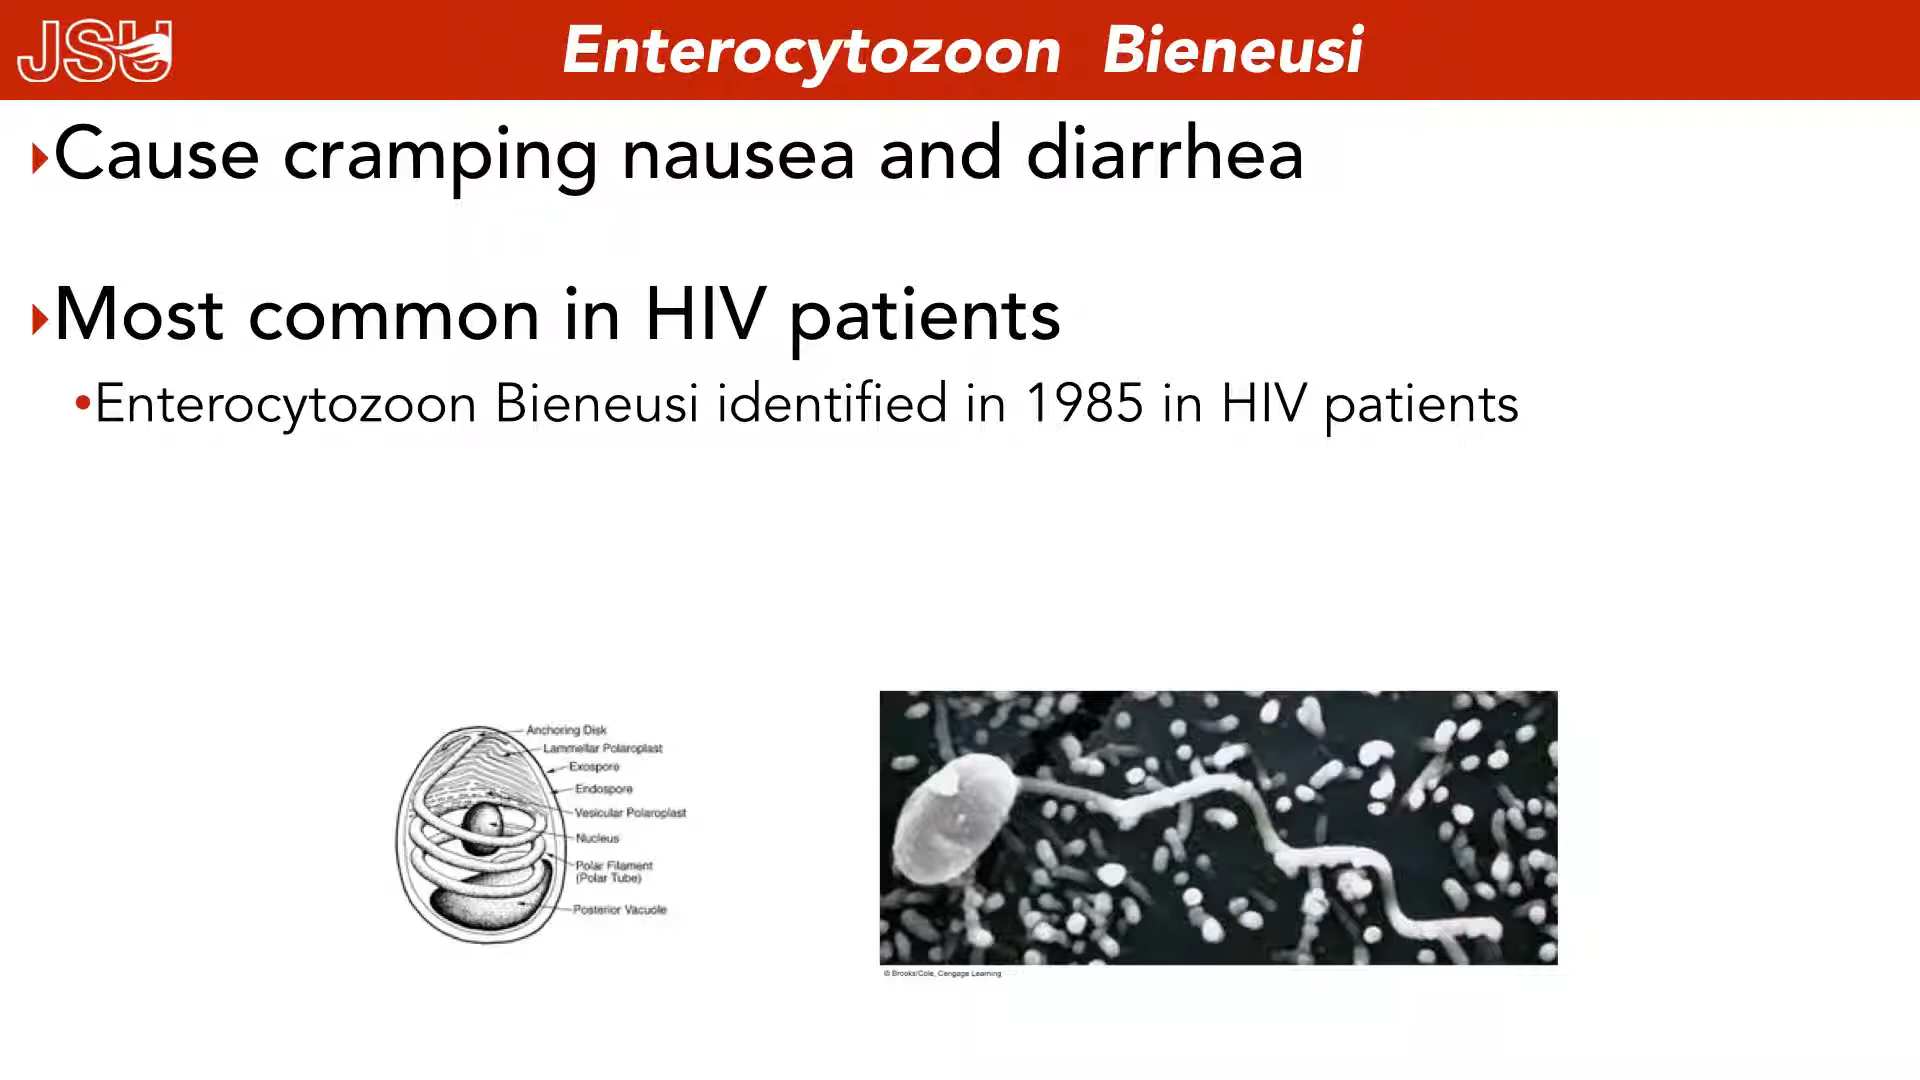 JSU
Enterocytozoon Bieneusi
Cause cramping nausea and diarrhea
Most common in HIV patients
•Enterocytozoon Bieneusi identified in 1985 in HIV patients
Anchoring Disk
Lammellar Polaroplast
Exospore
Endospore
Vesicular Polaroplast
Nucleus
Polar Filament
(Polar Tube)
Posterior Vacuole
© Brooks/Cole, Cengage Learning